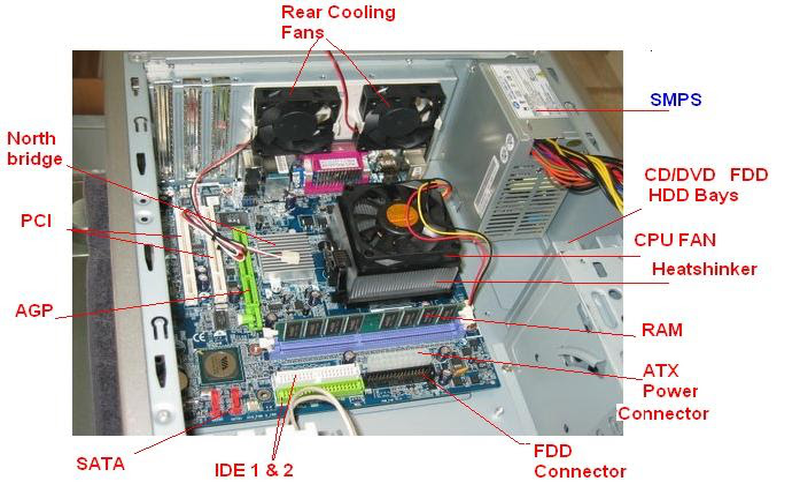 Rear Cooling
Fans
SMPS
North
bridge
CD/DVD FDD
HDD Bays
PCI
CPU FAN
Heatshinker
AGP
RAM
ATX
Power
Connector
SATA
IDE 1 & 2
FDD
Connector
VIA